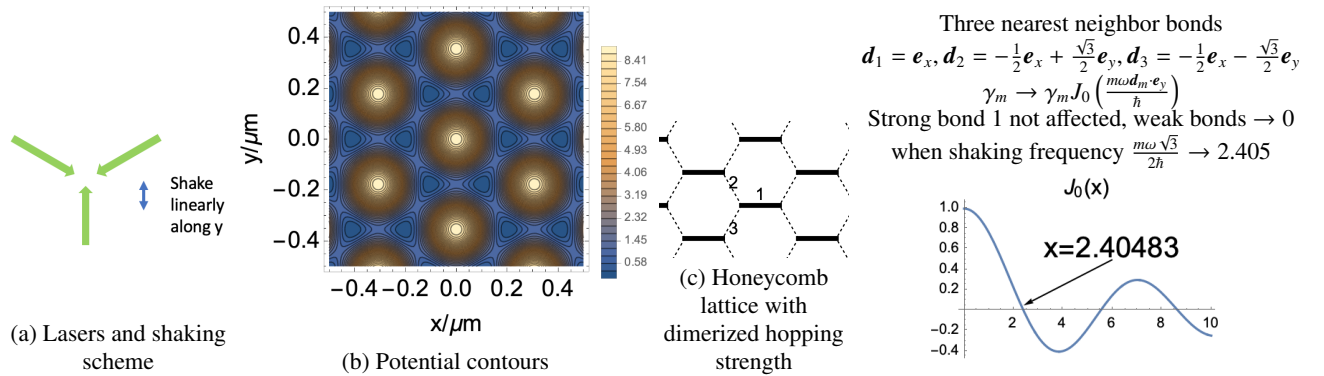 Shake
linearly
along y
(a) Lasers and shaking
scheme
y/μm
0.4
0.2
0.0
−0.2
−0.4
−0.4 −0.2 0.0 0.2 0.4
x/μm
8.41
7.54
6.67
5.80
4.93
4.06
3.19
2.32
1.45
0.58
(b) Potential contours
2
1
3
(c) Honeycomb
lattice with
dimerized hopping
strength
Three nearest neighbor bonds
d₁ = eₓ, d₂ = −½eₓ + (√3/2)e_y, d₃ = −½eₓ − (√3/2)e_y
γₘ → γₘJ₀(mωdₘ·e_y/ħ)
Strong bond 1 not affected, weak bonds → 0
when shaking frequency mω√3/2ħ → 2.405
J₀(x)
1.0
0.8
0.6
0.4
0.2
−0.2
−0.4
2 4 6 8 10
x=2.40483